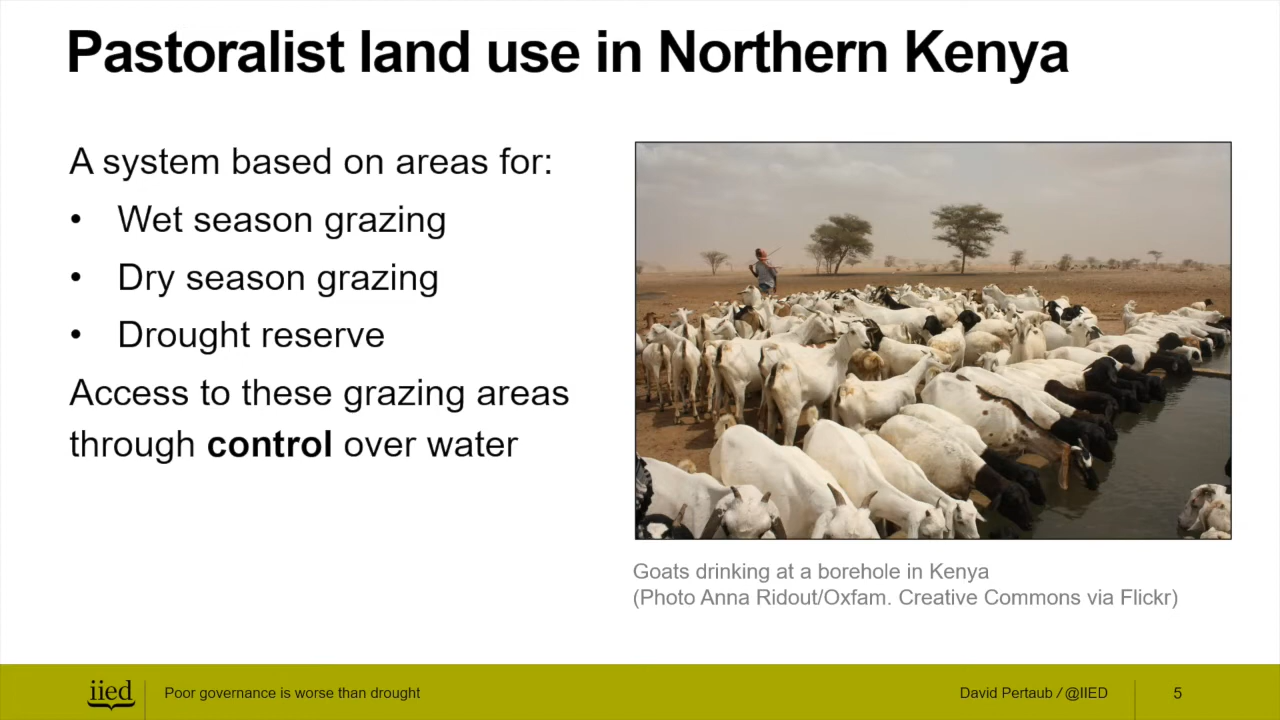 Pastoralist land use in Northern Kenya
A system based on areas for:
• Wet season grazing
• Dry season grazing
• Drought reserve
Access to these grazing areas
through control over water
Goats drinking at a borehole in Kenya
(Photo Anna Ridout/Oxfam. Creative Commons via Flickr)
iied
Poor governance is worse than drought
David Pertaub / @IIED
5